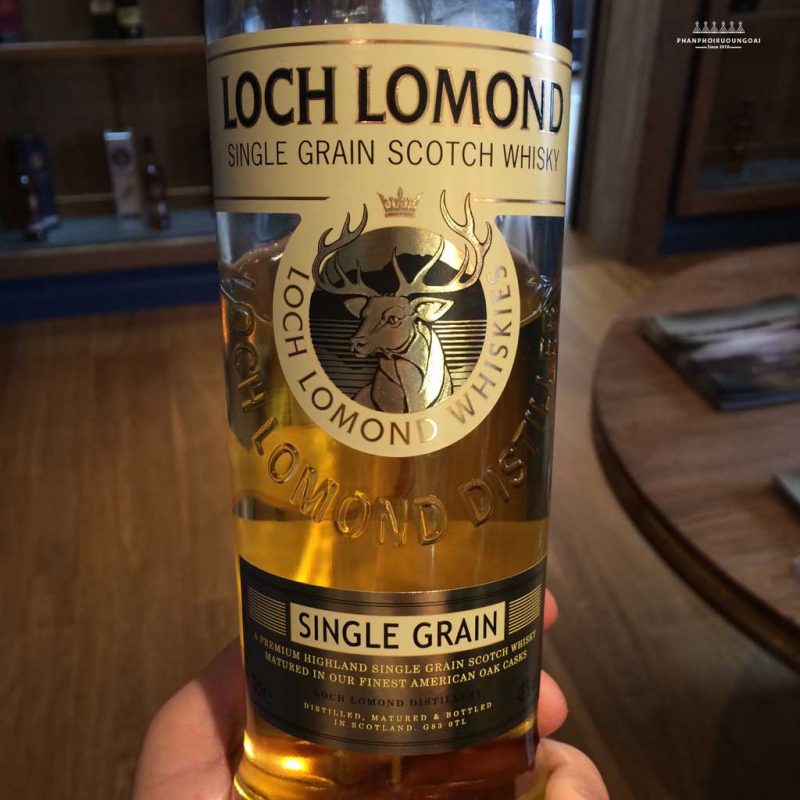 PHANPHOIRUOUNGOAI
Since 2010
LOCH LOMOND
SINGLE GRAIN SCOTCH WHISKY
LOCH LOMOND WHISKIES
LOCH LOMOND DISTILLERY
SINGLE GRAIN
A PREMIUM HIGHLAND SINGLE GRAIN SCOTCH WHISKY
MATURED IN OUR FINEST AMERICAN OAK CASKS
LOCH LOMOND DISTILLERY
DISTILLED, MATURED & BOTTLED
IN SCOTLAND. G83 0TL